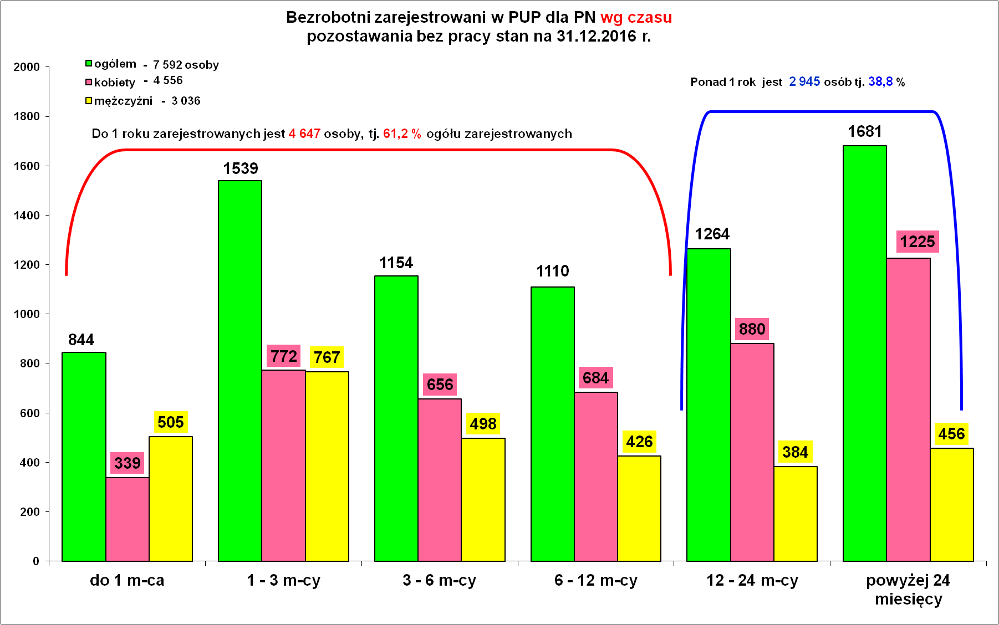 Bezrobotni zarejestrowani w PUP dla PN wg czasu
pozostawania bez pracy stan na 31.12.2016 r.
ogółem - 7 592 osoby
kobiety - 4 556
mężczyźni - 3 036
Ponad 1 rok jest 2 945 osób tj. 38,8 %
Do 1 roku zarejestrowanych jest 4 647 osoby, tj. 61,2 % ogółu zarejestrowanych
2000
1800
1600
1400
1200
1000
800
600
400
200
0
844
339
505
1539
772
767
1154
656
498
1110
684
426
1264
880
384
1681
1225
456
do 1 m-ca
1 - 3 m-cy
3 - 6 m-cy
6 - 12 m-cy
12 - 24 m-cy
powyżej 24
miesięcy